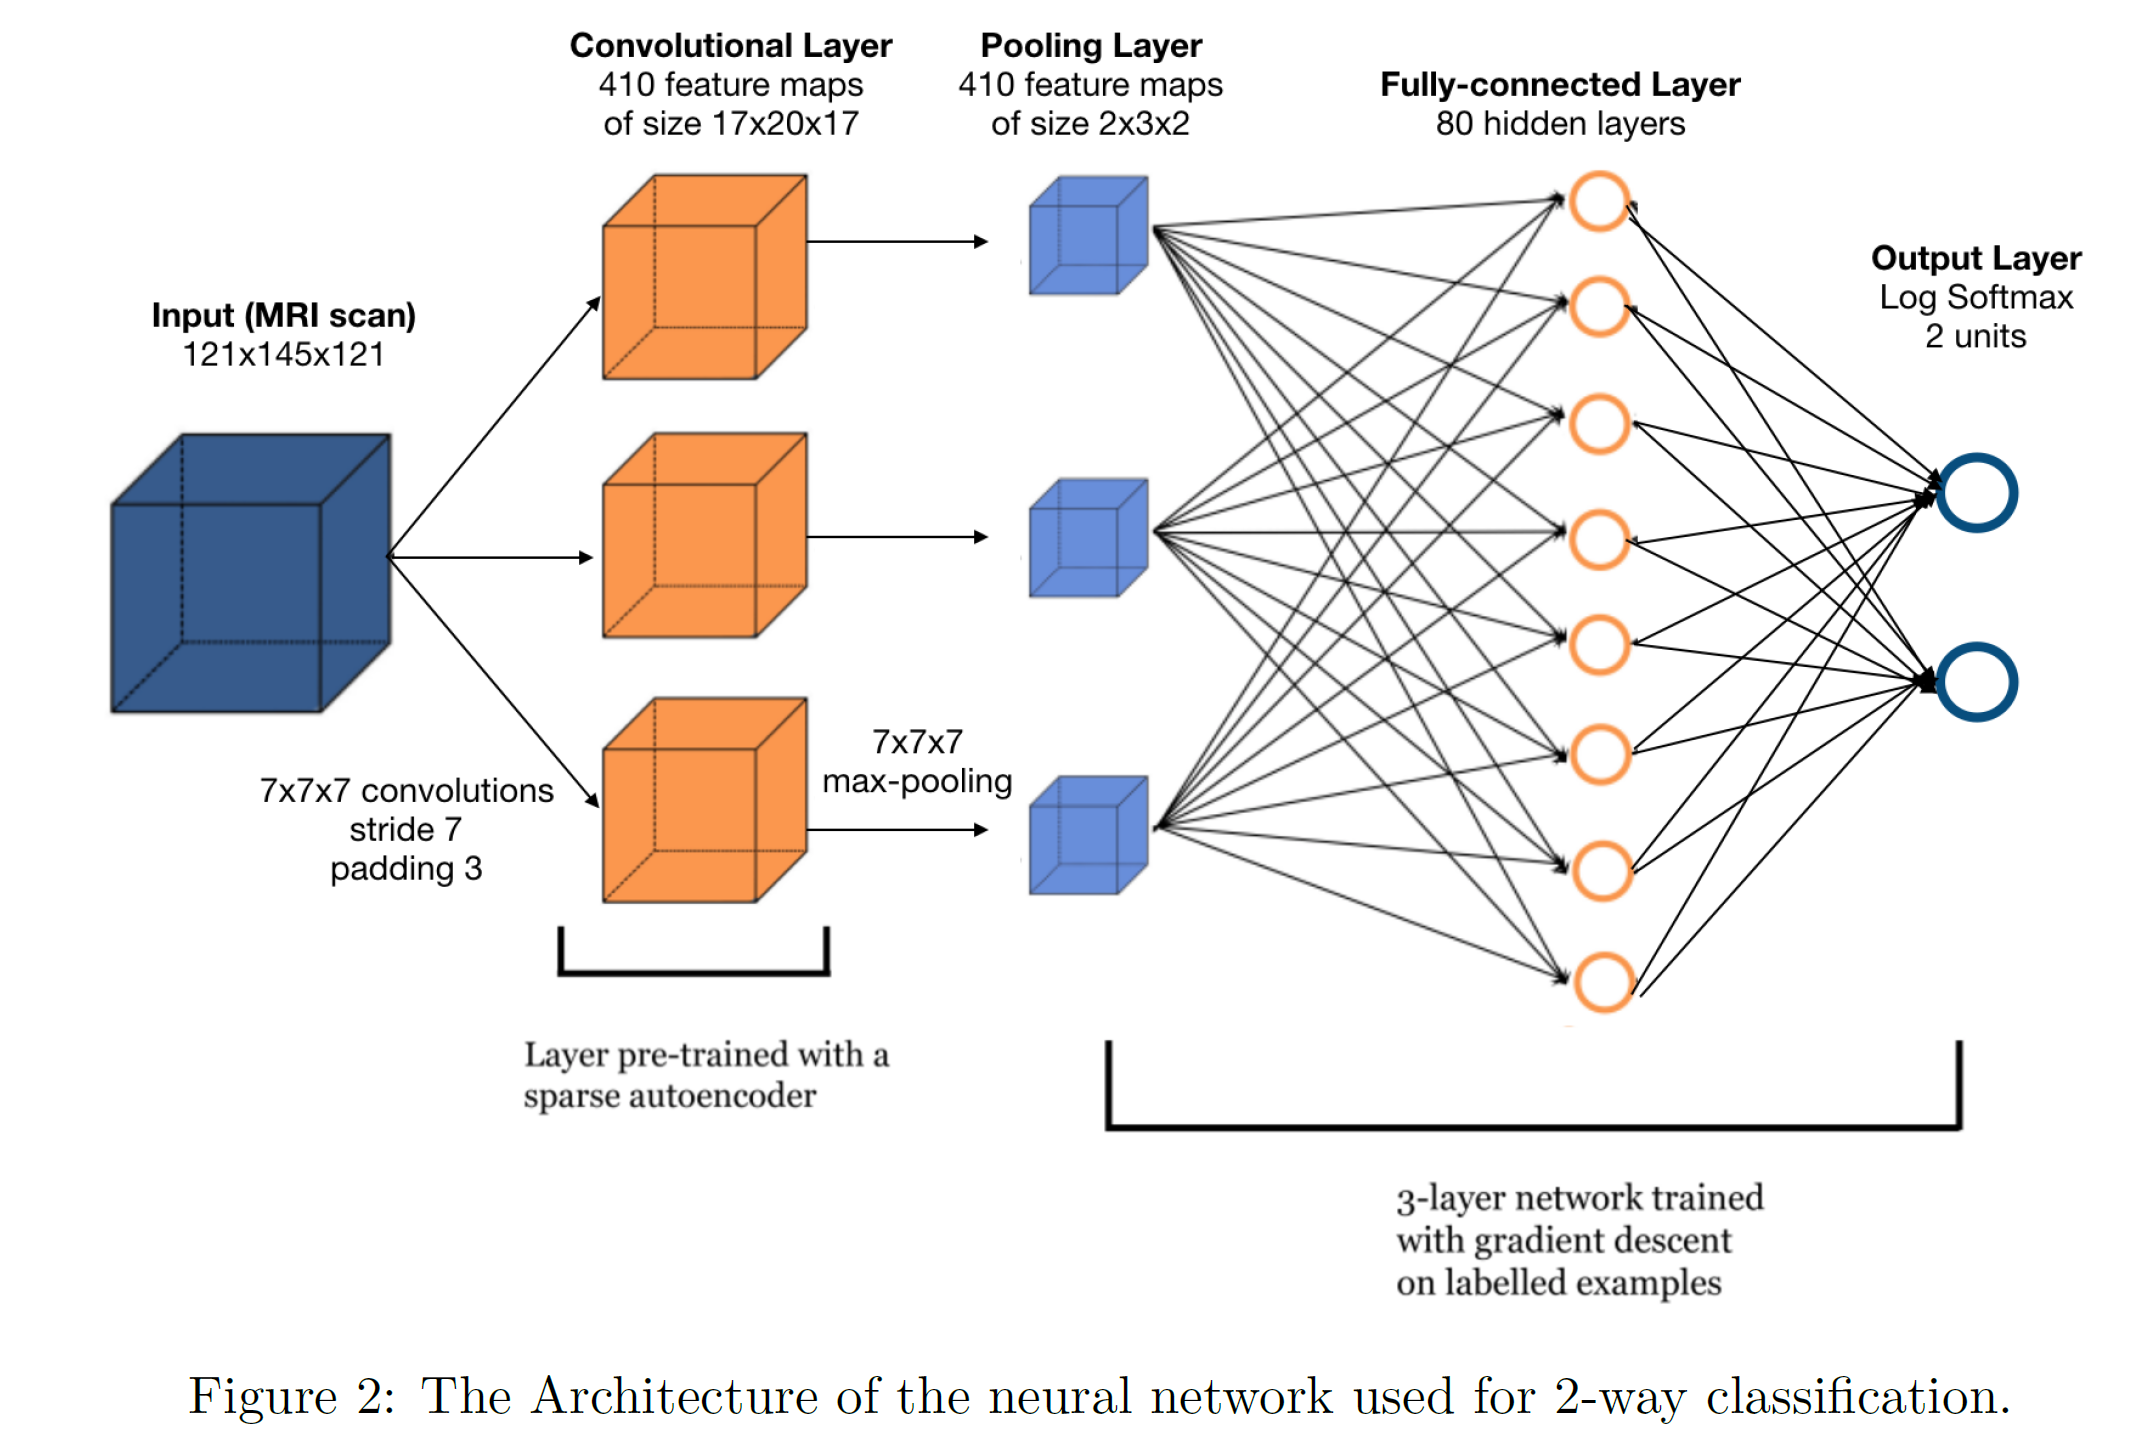 Convolutional Layer
410 feature maps
of size 17x20x17
Pooling Layer
410 feature maps
of size 2x3x2
Fully-connected Layer
80 hidden layers
Output Layer
Log Softmax
2 units
Input (MRI scan)
121x145x121
7x7x7 convolutions
stride 7
padding 3
7x7x7
max-pooling
Layer pre-trained with a
sparse autoencoder
3-layer network trained
with gradient descent
on labelled examples
Figure 2: The Architecture of the neural network used for 2-way classification.